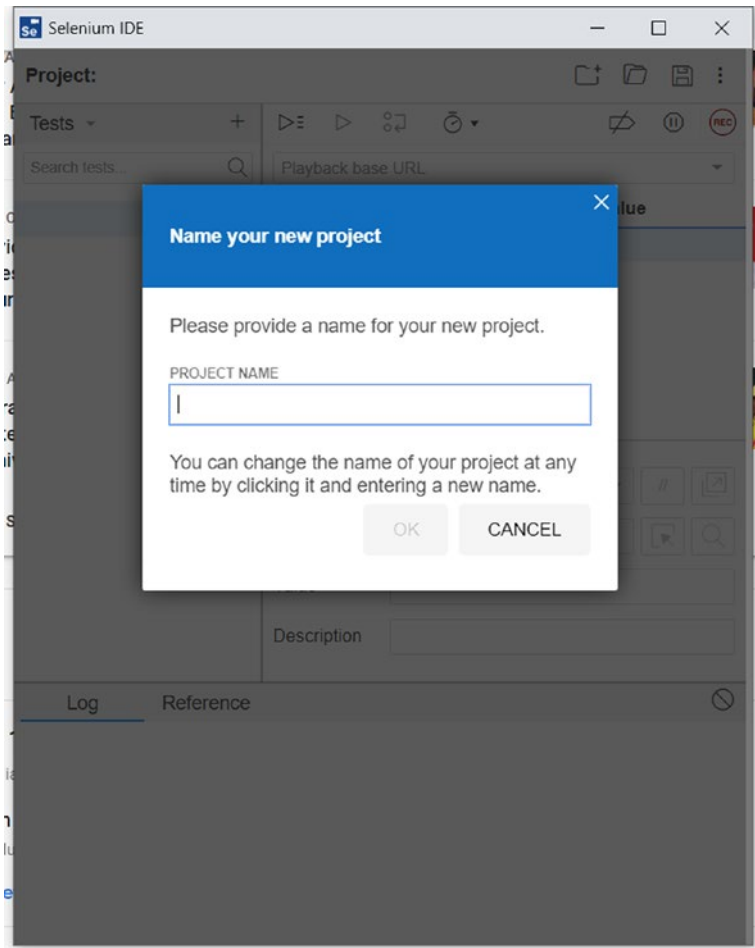 Se Selenium IDE
Project:
Tests
Search tests...
Playback base URL
REC
Name your new project
Please provide a name for your new project.
PROJECT NAME
You can change the name of your project at any
time by clicking it and entering a new name.
OK CANCEL
Description
Log Reference